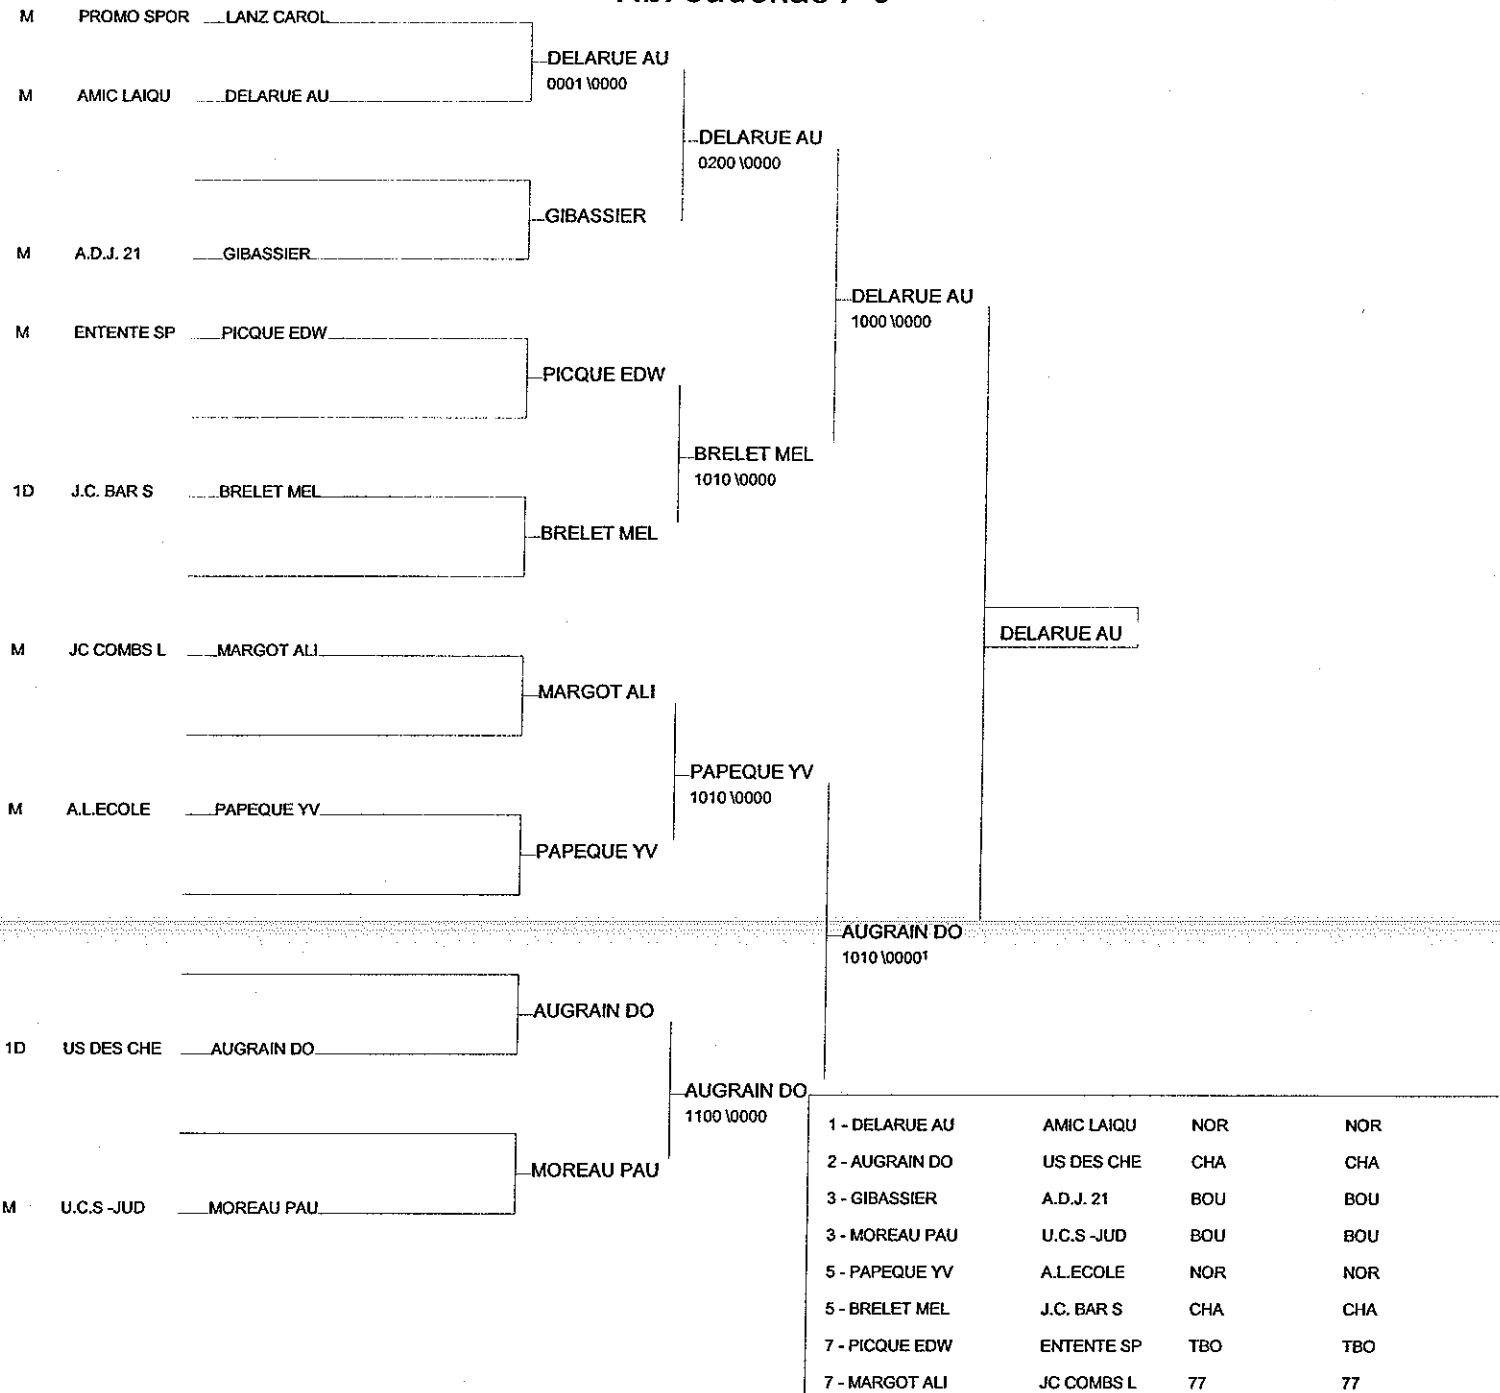 M PROMO SPOR LANZ CAROL
DELARUE AU
0001 \0000
M AMIC LAIQU DELARUE AU
DELARUE AU
0200 \0000
GIBASSIER
M A.D.J. 21 GIBASSIER
DELARUE AU
1000 \0000
M ENTENTE SP PICQUE EDW
PICQUE EDW
BRELET MEL
1010 \0000
1D J.C. BAR S BRELET MEL
BRELET MEL
DELARUE AU
M JC COMBS L MARGOT ALI
MARGOT ALI
PAPEQUE YV
1010 \0000
M A.L.ECOLE PAPEQUE YV
PAPEQUE YV
AUGRAIN DO
1010 \0000¹
AUGRAIN DO
1D US DES CHE AUGRAIN DO
AUGRAIN DO
1100 \0000
MOREAU PAU
M U.C.S -JUD MOREAU PAU
1 - DELARUE AU AMIC LAIQU NOR NOR
2 - AUGRAIN DO US DES CHE CHA CHA
3 - GIBASSIER A.D.J. 21 BOU BOU
3 - MOREAU PAU U.C.S -JUD BOU BOU
5 - PAPEQUE YV A.L.ECOLE NOR NOR
5 - BRELET MEL J.C. BAR S CHA CHA
7 - PICQUE EDW ENTENTE SP TBO TBO
7 - MARGOT ALI JC COMBS L 77 77